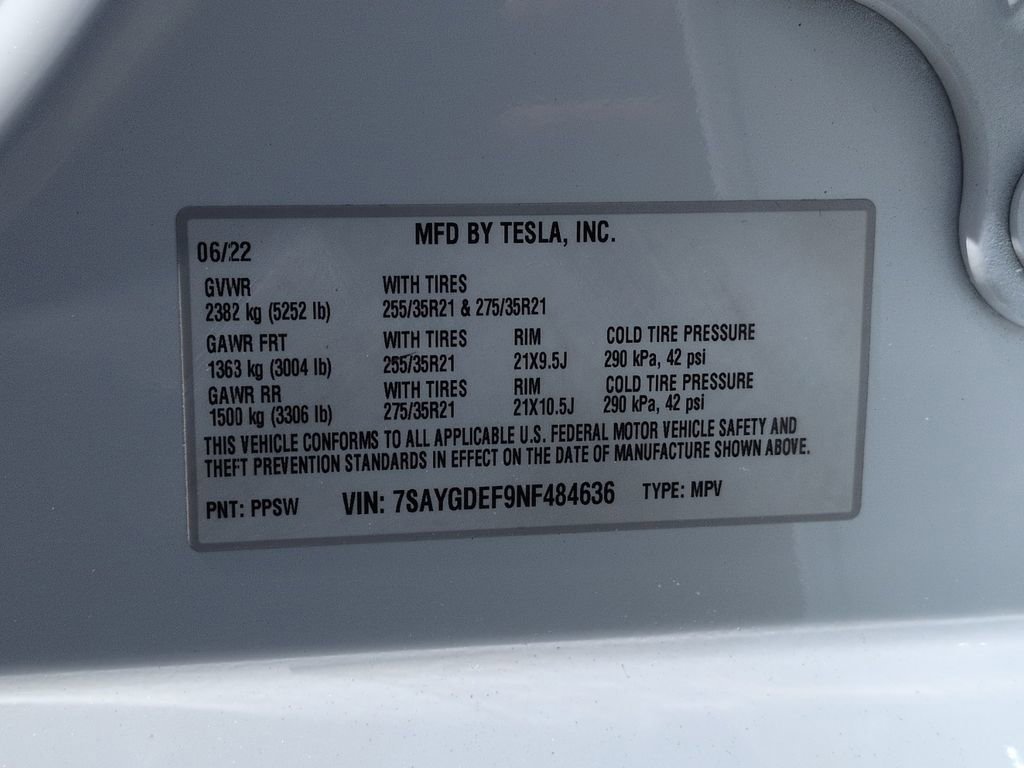 MFD BY TESLA, INC.
06/22
GVWR WITH TIRES
2382 kg (5252 lb) 255/35R21 & 275/35R21
GAWR FRT WITH TIRES RIM COLD TIRE PRESSURE
1363 kg (3004 lb) 255/35R21 21X9.5J 290 kPa, 42 psi
GAWR RR WITH TIRES RIM COLD TIRE PRESSURE
1500 kg (3306 lb) 275/35R21 21X10.5J 290 kPa, 42 psi
THIS VEHICLE CONFORMS TO ALL APPLICABLE U.S. FEDERAL MOTOR VEHICLE SAFETY AND
THEFT PREVENTION STANDARDS IN EFFECT ON THE DATE OF MANUFACTURE SHOWN ABOVE.
PNT: PPSW VIN: 7SAYGDEF9NF484636 TYPE: MPV